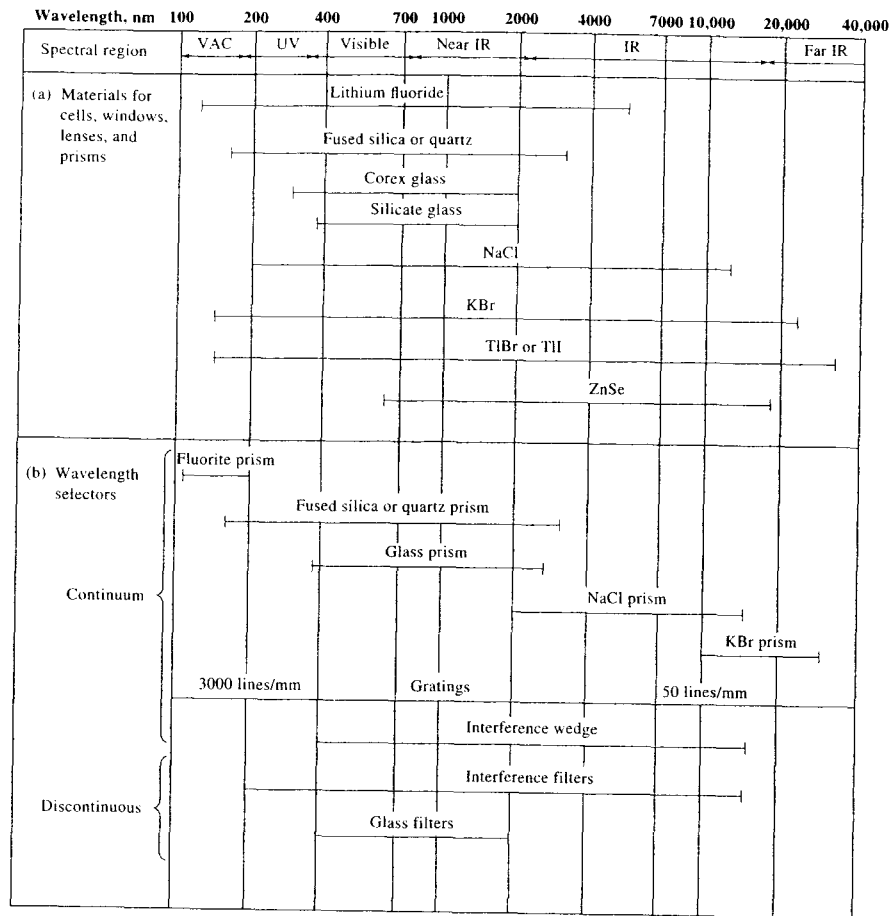 Wavelength, nm 100 200 400 700 1000 2000 4000 7000 10,000 20,000 40,000
Spectral region VAC UV Visible Near IR IR Far IR
(a) Materials for
cells, windows,
lenses, and
prisms
Lithium fluoride
Fused silica or quartz
Corex glass
Silicate glass
NaCl
KBr
TlBr or TlI
ZnSe
(b) Wavelength
selectors
Fluorite prism
Fused silica or quartz prism
Glass prism
Continuum
NaCl prism
KBr prism
3000 lines/mm Gratings 50 lines/mm
Interference wedge
Discontinuous
Interference filters
Glass filters